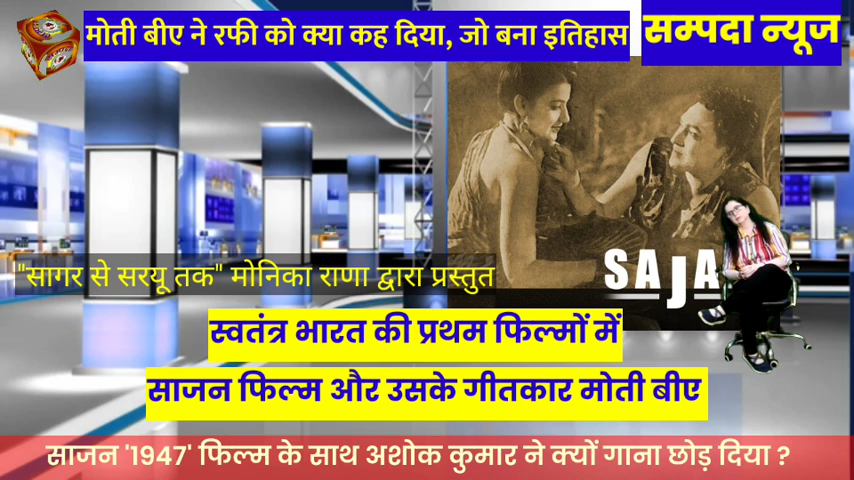 मोती बीए ने रफी को क्या कह दिया, जो बना इतिहास
सम्पदा न्यूज
SAJA
"सागर से सरयू तक" मोनिका राणा द्वारा प्रस्तुत
स्वतंत्र भारत की प्रथम फिल्मों में
साजन फिल्म और उसके गीतकार मोती बीए
साजन '1947' फिल्म के साथ अशोक कुमार ने क्यों गाना छोड़ दिया ?